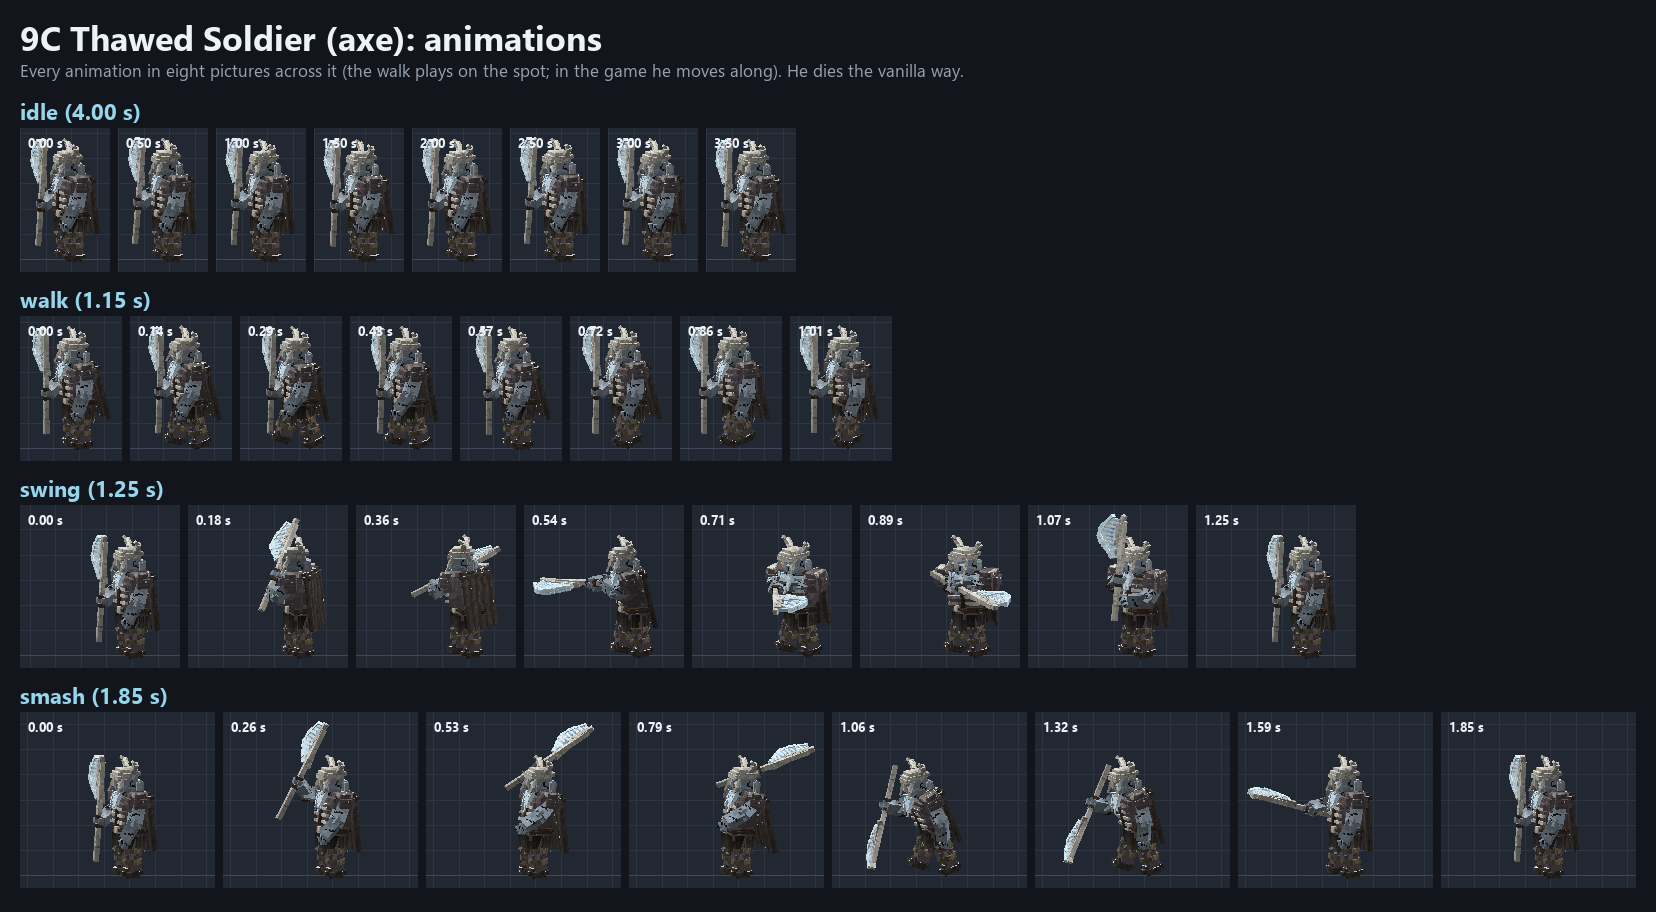 9C Thawed Soldier (axe): animations
Every animation in eight pictures across it (the walk plays on the spot; in the game he moves along). He dies the vanilla way.
idle (4.00 s)
0.00 s 0.50 s 1.00 s 1.50 s 2.00 s 2.50 s 3.00 s 3.50 s
walk (1.15 s)
0.00 s 0.14 s 0.29 s 0.43 s 0.57 s 0.72 s 0.86 s 1.01 s
swing (1.25 s)
0.00 s 0.18 s 0.36 s 0.54 s 0.71 s 0.89 s 1.07 s 1.25 s
smash (1.85 s)
0.00 s 0.26 s 0.53 s 0.79 s 1.06 s 1.32 s 1.59 s 1.85 s